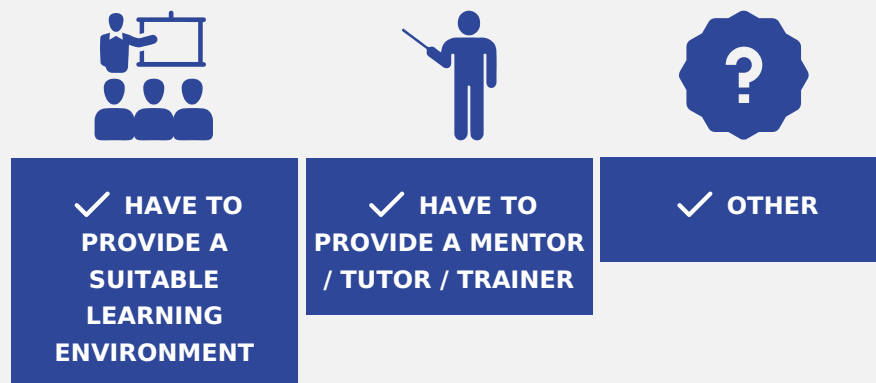 ?
✓ HAVE TO
PROVIDE A
SUITABLE
LEARNING
ENVIRONMENT
✓ HAVE TO
PROVIDE A MENTOR
/ TUTOR / TRAINER
✓ OTHER